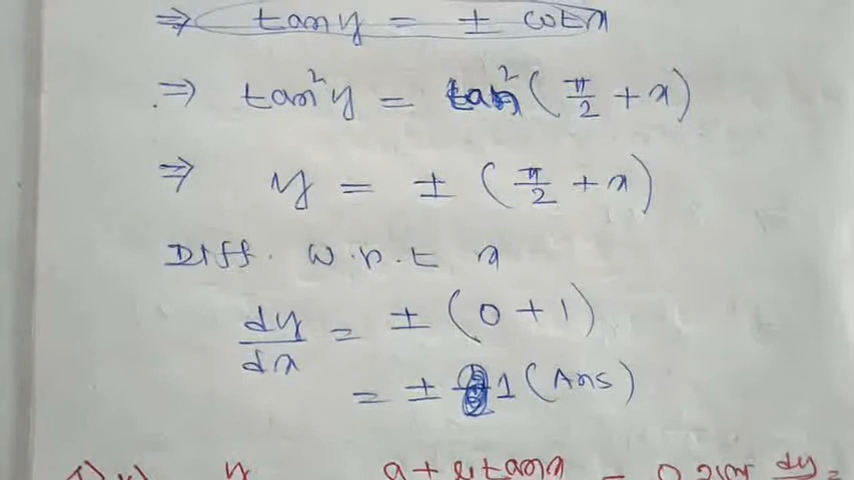 ⇒ tan y = ± cot x
⇒ tan²y = tan²(π/2 + x)
⇒ y = ± (π/2 + x)
Diff. w.r.t x
dy/dx = ± (0 + 1)
= ± 1 (Ans)